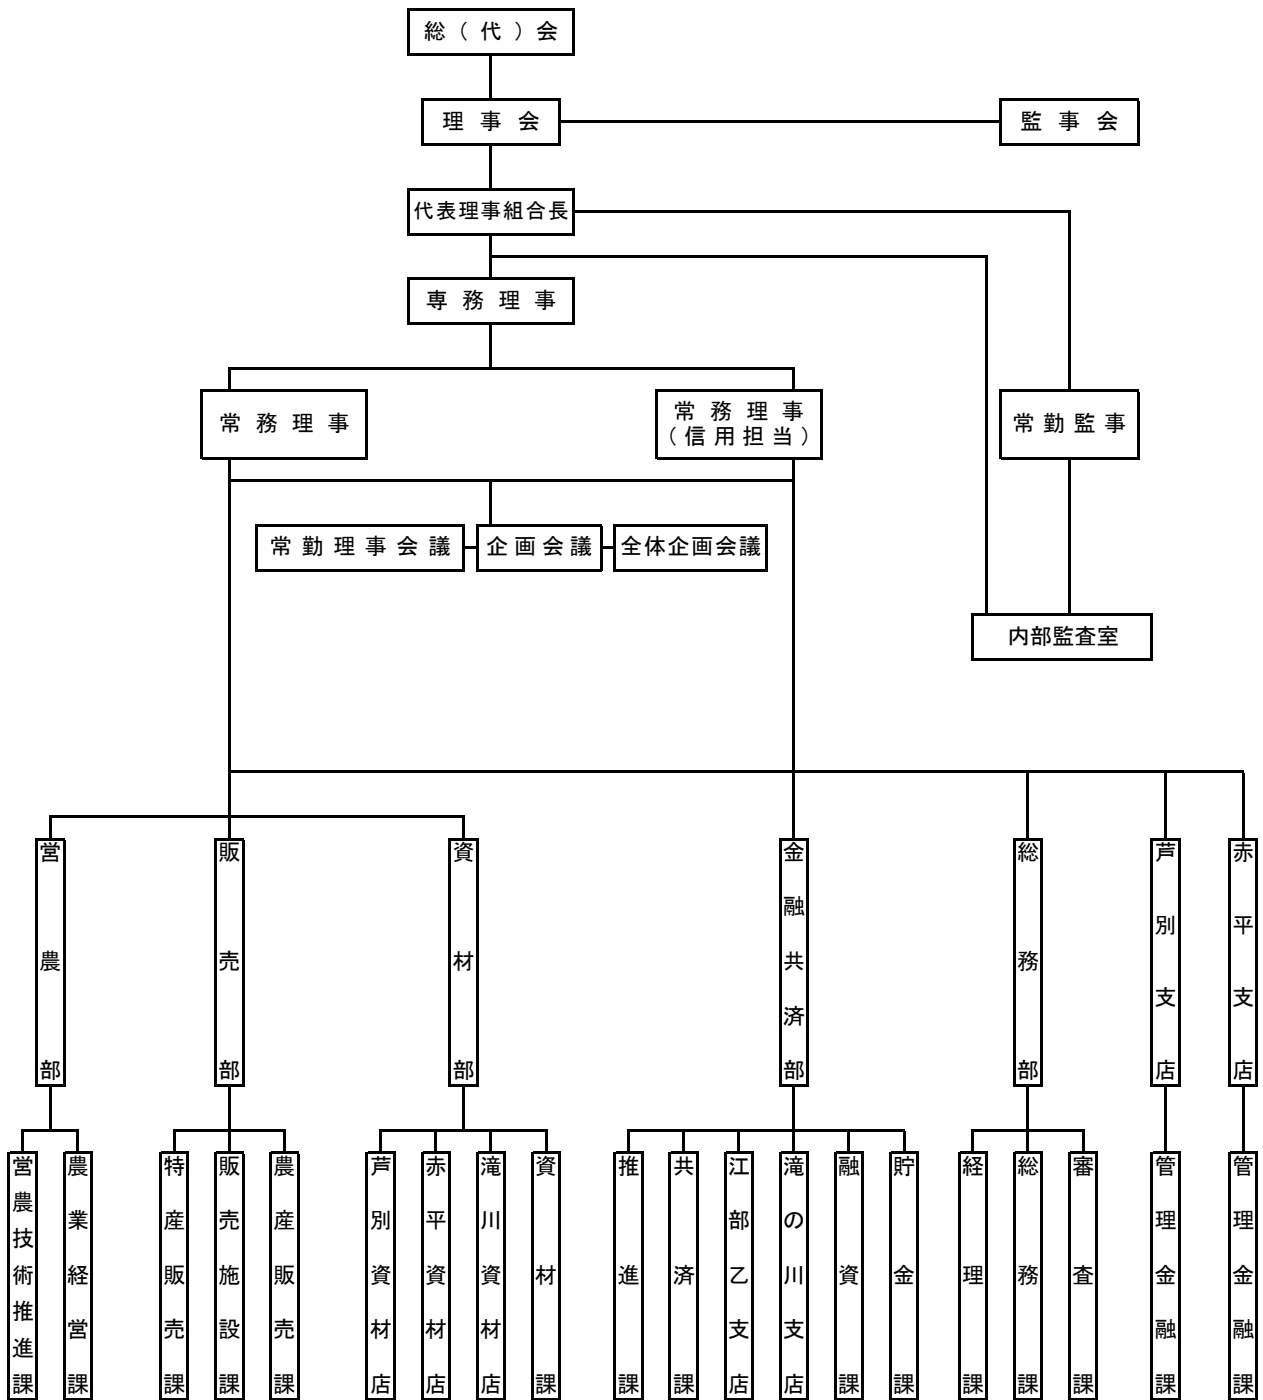 総（代）会
理事会
監事会
代表理事組合長
専務理事
常務理事
常務理事
（信用担当）
常勤監事
常勤理事会議
企画会議
全体企画会議
内部監査室
営農部
販売部
資材部
金融共済部
総務部
芦別支店
赤平支店
営農技術推進課
農業経営課
特産販売課
販売施設課
農産販売課
芦別資材店
赤平資材店
滝川資材店
資材課
推進課
共済課
江部乙支店
滝の川支店
融資課
貯金課
経理課
総務課
審査課
管理金融課
管理金融課